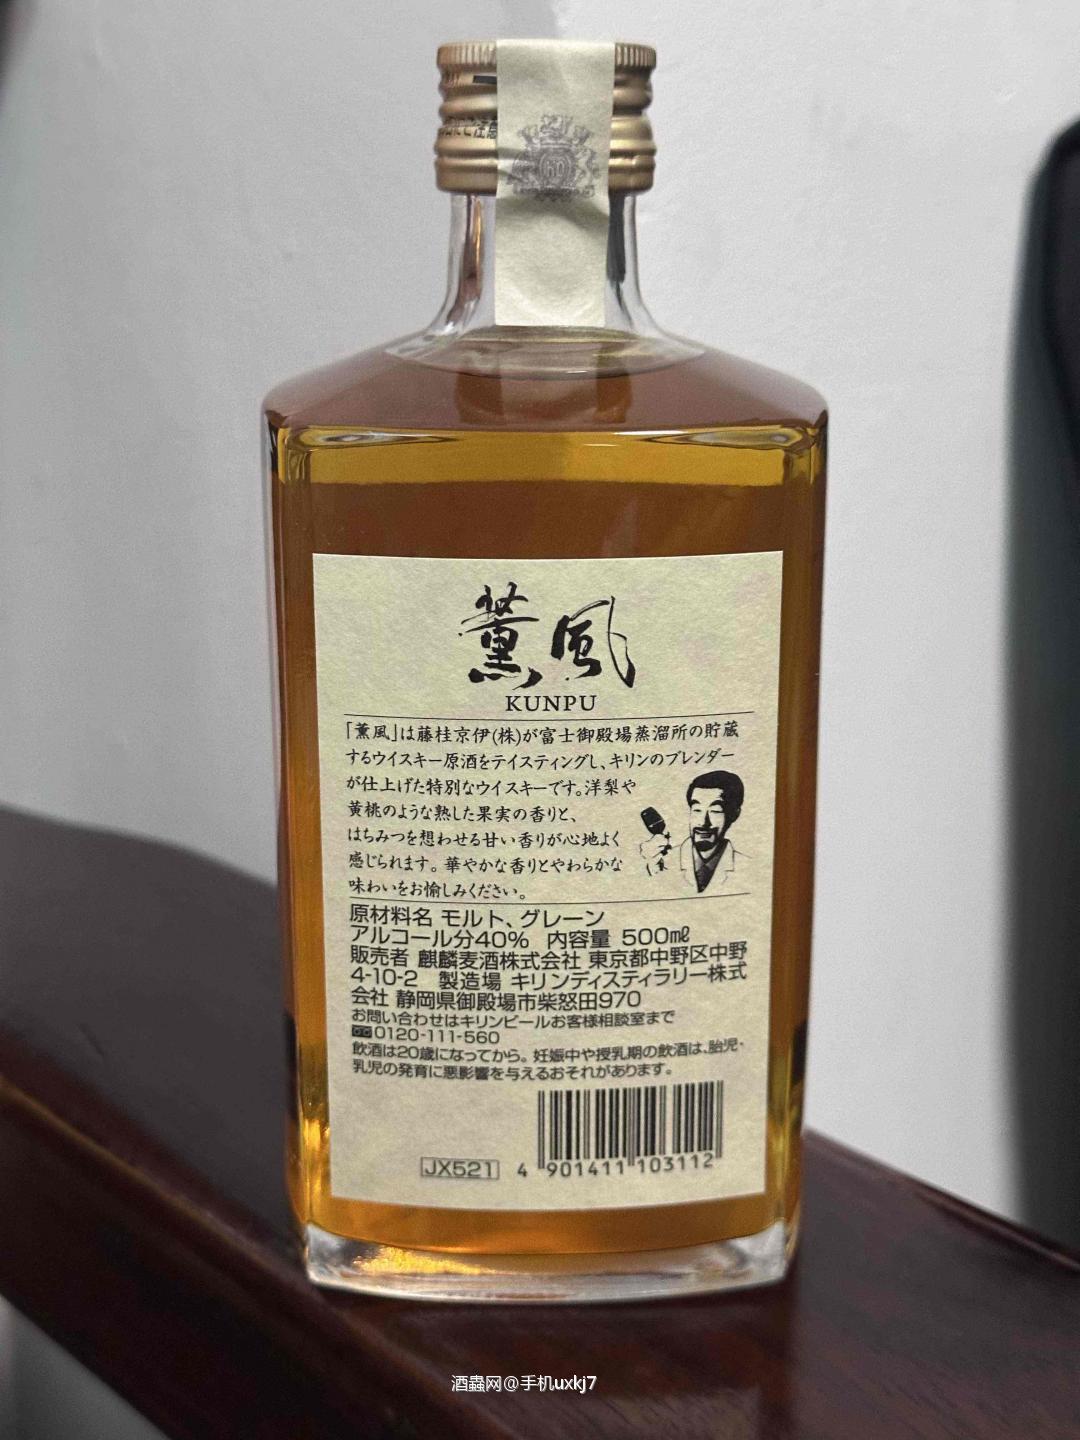 薫風
KUNPU
「薫風」は藤桂京伊(株)が富士御殿場蒸溜所の貯蔵
するウイスキー原酒をテイスティングし、キリンのブレンダー
が仕上げた特別なウイスキーです。洋梨や
黄桃のような熟した果実の香りと、
はちみつを想わせる甘い香りが心地よく
感じられます。華やかな香りとやわらかな
味わいをお愉しみください。
原材料名 モルト、グレーン
アルコール分40% 内容量 500㎖
販売者 麒麟麦酒株式会社 東京都中野区中野
4-10-2 製造場 キリンディスティラリー株式
会社 静岡県御殿場市柴怒田970
お問い合わせはキリンビールお客様相談室まで
0120-111-560
飲酒は20歳になってから。妊娠中や授乳期の飲酒は、胎児・
乳児の発育に悪影響を与えるおそれがあります。
JX521
4 901411 103112
酒蟲网@手机uxkj7